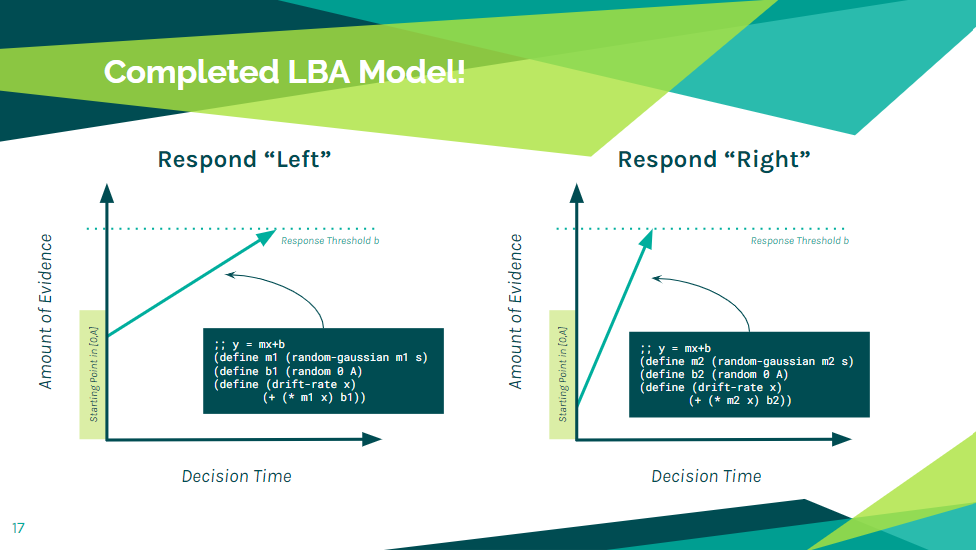 Completed LBA Model!
Respond “Left”
Amount of Evidence
Starting Point in [0,A]
Response Threshold b
;; y = mx+b
(define m1 (random-gaussian m1 s)
(define b1 (random 0 A)
(define (drift-rate x)
(+ (* m1 x) b1))
Decision Time
Respond “Right”
Amount of Evidence
Starting Point in [0,A]
Response Threshold b
;; y = mx+b
(define m2 (random-gaussian m2 s)
(define b2 (random 0 A)
(define (drift-rate x)
(+ (* m2 x) b2))
Decision Time
17